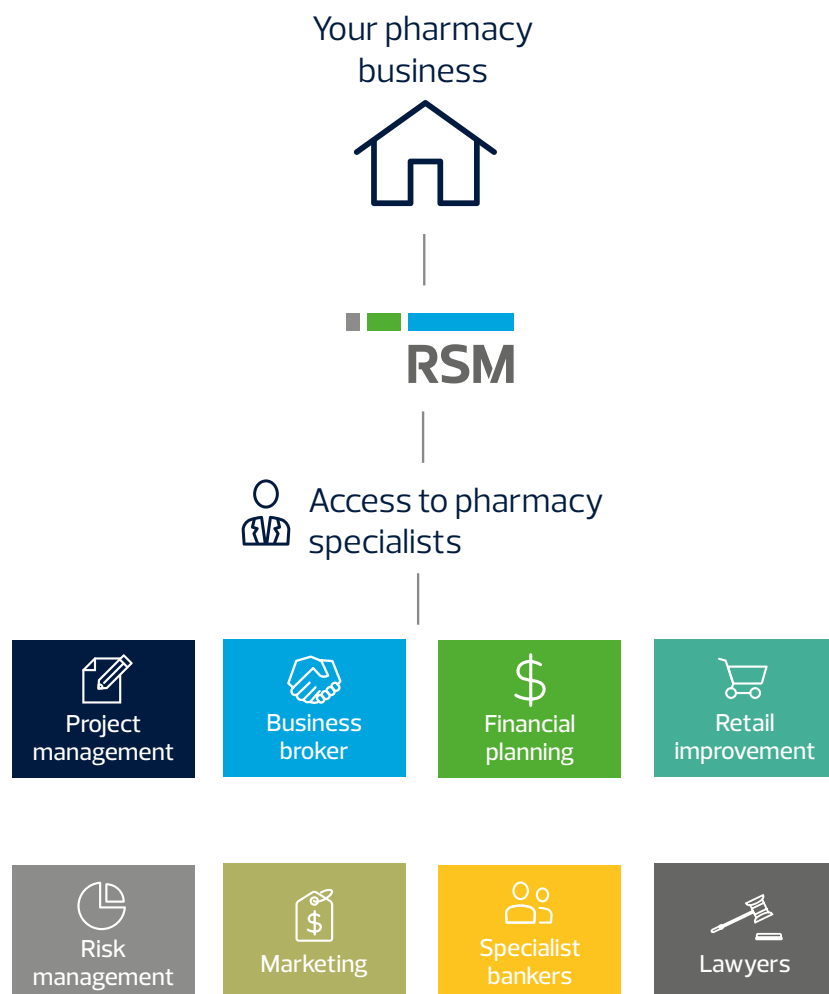 Your pharmacy
business
RSM
Access to pharmacy
specialists
Project
management
Business
broker
Financial
planning
Retail
improvement
Risk
management
Marketing
Specialist
bankers
Lawyers